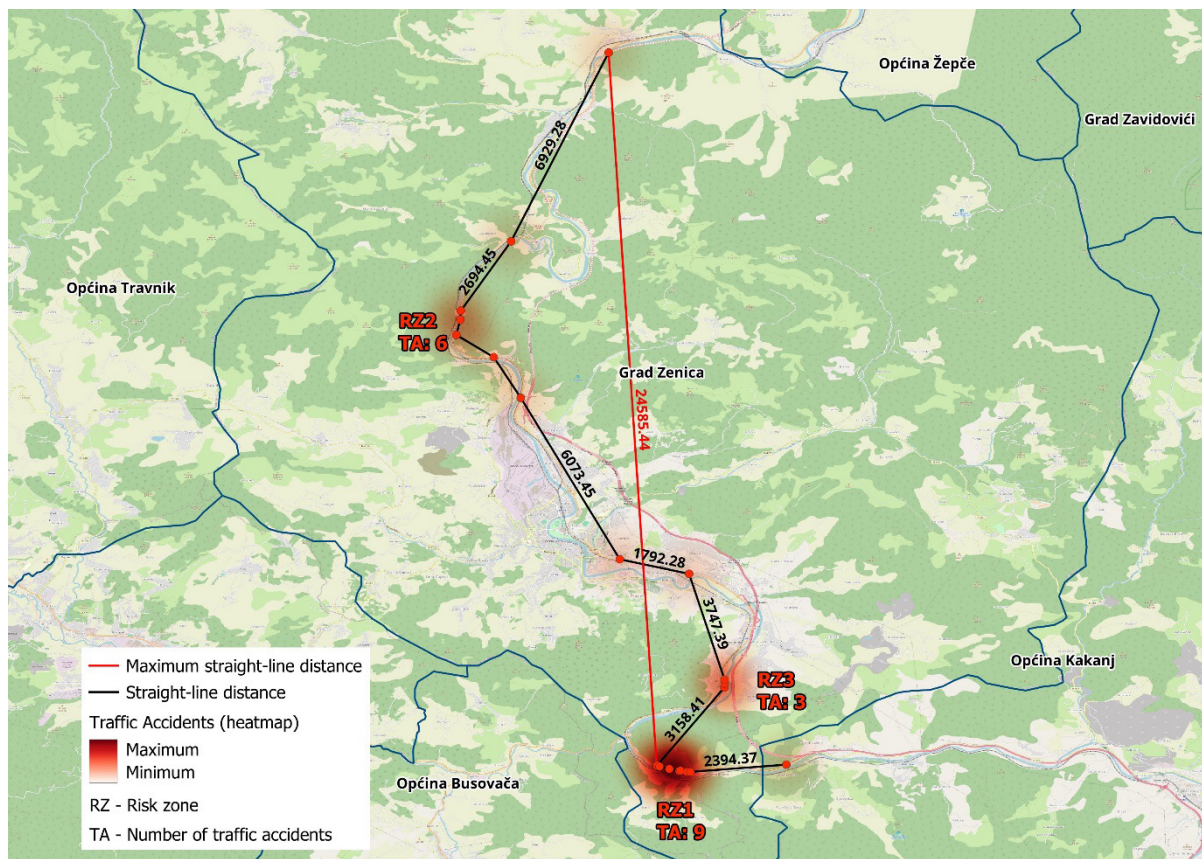 Općina Žepče
Grad Zavidovići
6929.28
2694.45
Općina Travnik
RZ2
TA: 6
Grad Zenica
24585.44
6073.45
1792.28
3747.39
Općina Kakanj
RZ3
TA: 3
3158.41
2394.37
Općina Busovača
RZ1
TA: 9
Maximum straight-line distance
Straight-line distance
Traffic Accidents (heatmap)
Maximum
Minimum
RZ - Risk zone
TA - Number of traffic accidents